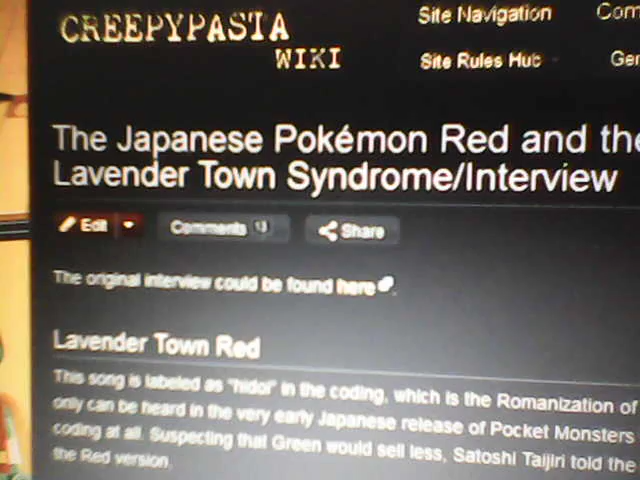 CREEPYPASTA
WIKI
Site Navigation
Com
Site Rules Hub
Ger
The Japanese Pokémon Red and the
Lavender Town Syndrome/Interview
Edit
Comments
Share
The original interview could be found here.
Lavender Town Red
This song is labeled as "hidoi" in the coding, which is the Romanization of
only can be heard in the very early Japanese release of Pocket Monsters
coding at all. Suspecting that Green would sell less, Satoshi Taijiri told the
the Red version.